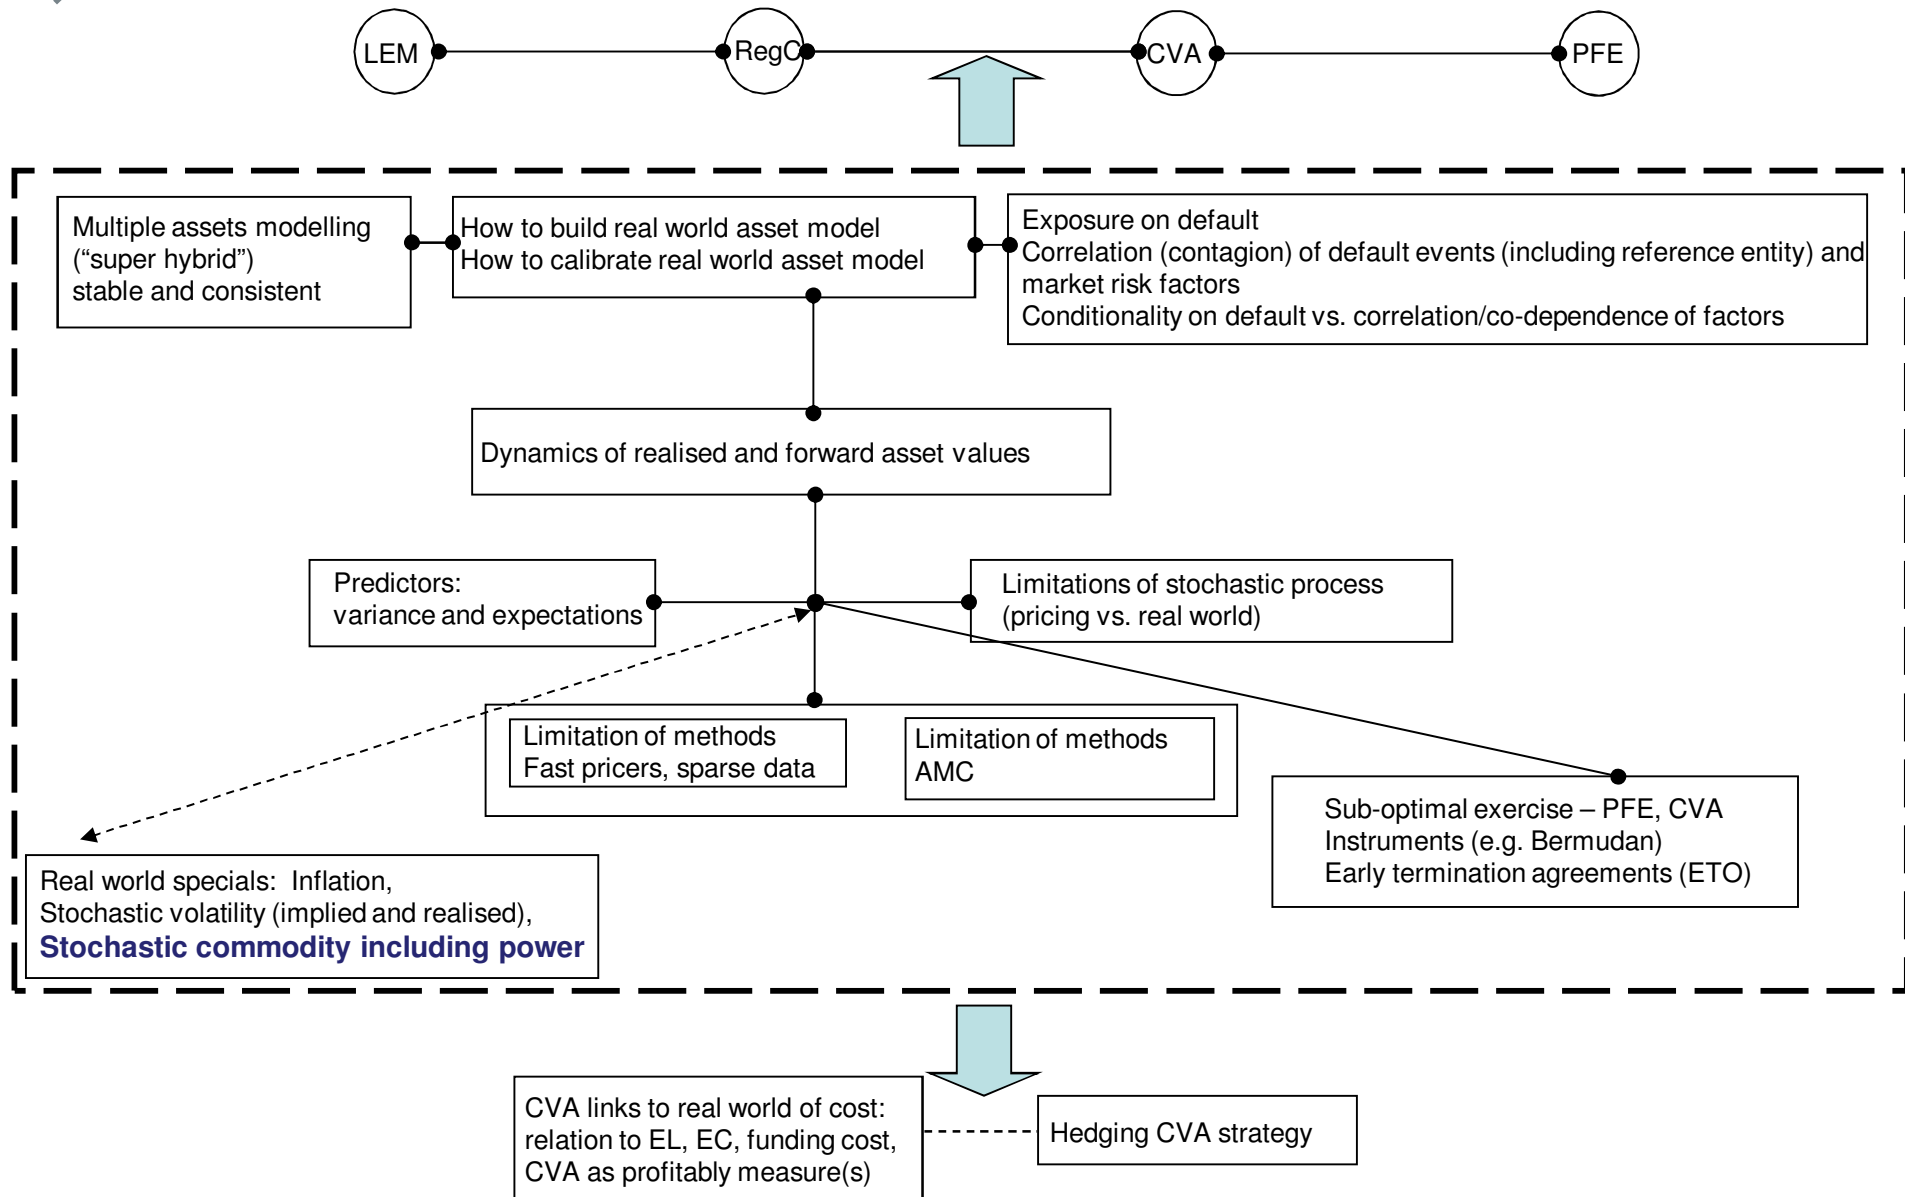 LEM
RegC
CVA
PFE
Multiple assets modelling
(“super hybrid”)
stable and consistent
How to build real world asset model
How to calibrate real world asset model
Exposure on default
Correlation (contagion) of default events (including reference entity) and
market risk factors
Conditionality on default vs. correlation/co-dependence of factors
Dynamics of realised and forward asset values
Predictors:
variance and expectations
Limitations of stochastic process
(pricing vs. real world)
Limitation of methods
Fast pricers, sparse data
Limitation of methods
AMC
Sub-optimal exercise – PFE, CVA
Instruments (e.g. Bermudan)
Early termination agreements (ETO)
Real world specials: Inflation,
Stochastic volatility (implied and realised),
Stochastic commodity including power
CVA links to real world of cost:
relation to EL, EC, funding cost,
CVA as profitably measure(s)
Hedging CVA strategy